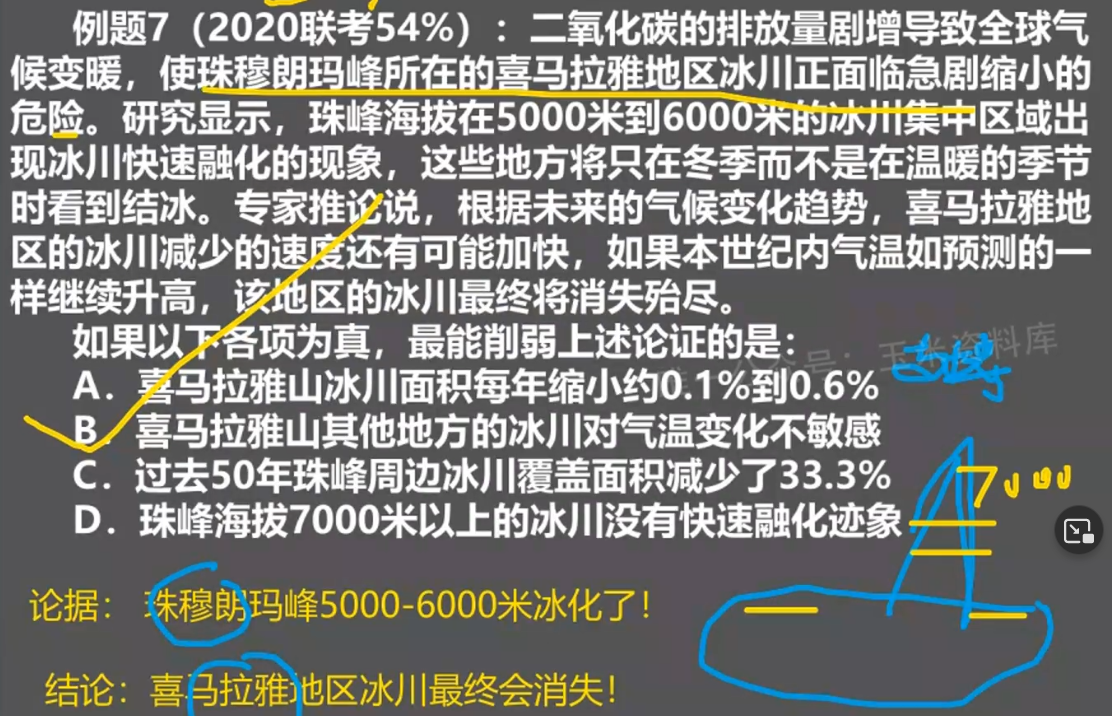 例题7（2020联考54%）：二氧化碳的排放量剧增导致全球气
候变暖，使珠穆朗玛峰所在的喜马拉雅地区冰川正面临急剧缩小的
危险。研究显示，珠峰海拔在5000米到6000米的冰川集中区域出
现冰川快速融化的现象，这些地方将只在冬季而不是在温暖的季节
时看到结冰。专家推论说，根据未来的气候变化趋势，喜马拉雅地
区的冰川减少的速度还有可能加快，如果本世纪内气温如预测的一
样继续升高，该地区的冰川最终将消失殆尽。
如果以下各项为真，最能削弱上述论证的是：
A．喜马拉雅山冰川面积每年缩小约0.1%到0.6%
B．喜马拉雅山其他地方的冰川对气温变化不敏感
C．过去50年珠峰周边冰川覆盖面积减少了33.3%
D．珠峰海拔7000米以上的冰川没有快速融化迹象
7000
论据：珠穆朗玛峰5000-6000米冰化了！
结论：喜马拉雅地区冰川最终会消失！